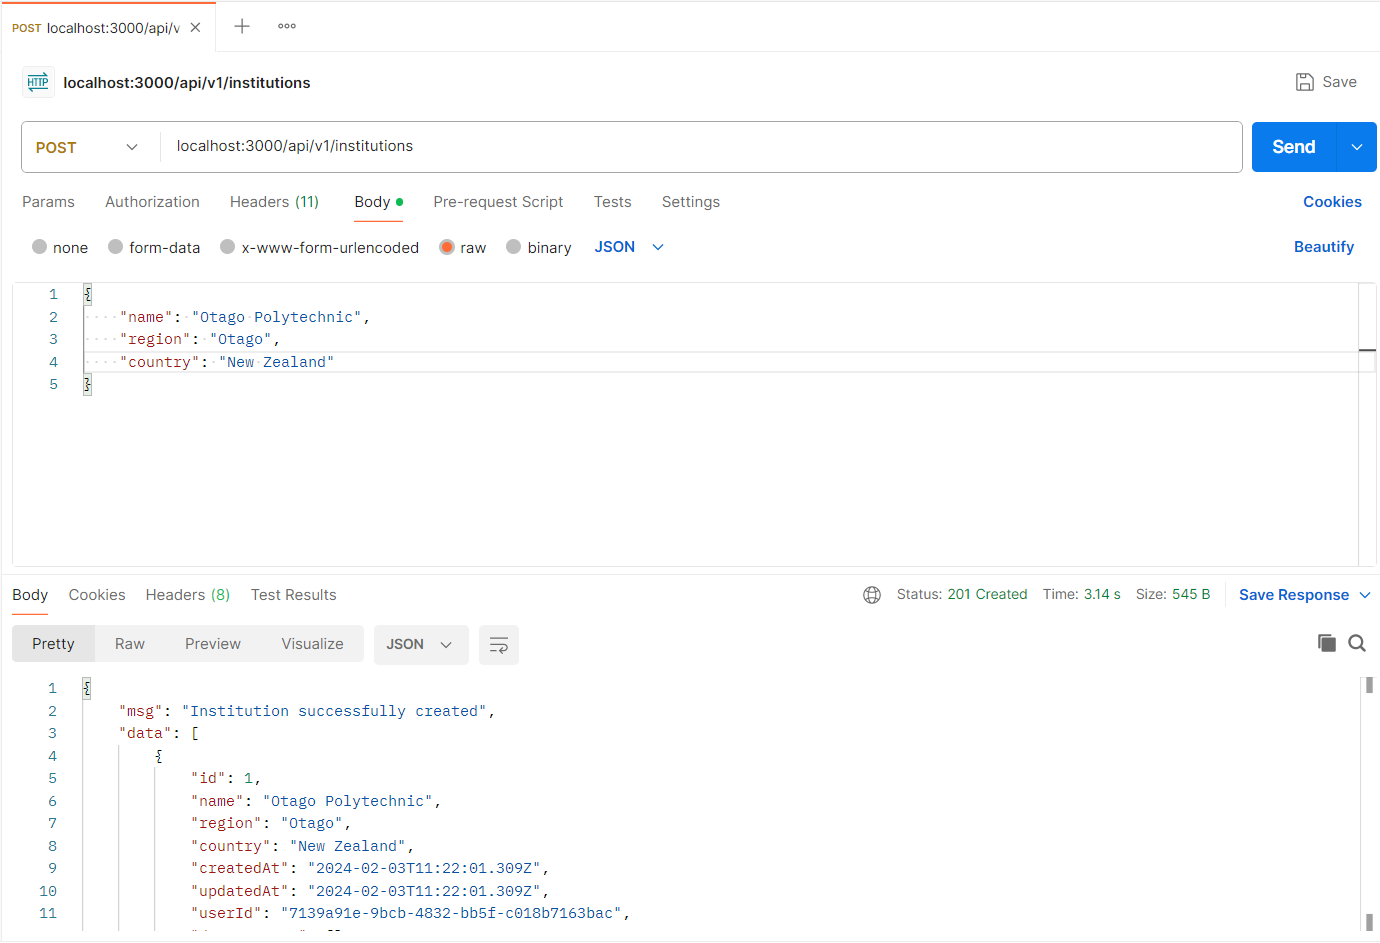 POST localhost:3000/api/v
HTTP localhost:3000/api/v1/institutions Save
POST localhost:3000/api/v1/institutions Send
Params Authorization Headers (11) Body Pre-request Script Tests Settings Cookies
none form-data x-www-form-urlencoded raw binary JSON Beautify
1 {
2 "name": "Otago Polytechnic",
3 "region": "Otago",
4 "country": "New Zealand"
5 }
Body Cookies Headers (8) Test Results Status: 201 Created Time: 3.14 s Size: 545 B Save Response
Pretty Raw Preview Visualize JSON
1 {
2 "msg": "Institution successfully created",
3 "data": [
4 {
5 "id": 1,
6 "name": "Otago Polytechnic",
7 "region": "Otago",
8 "country": "New Zealand",
9 "createdAt": "2024-02-03T11:22:01.309Z",
10 "updatedAt": "2024-02-03T11:22:01.309Z",
11 "userId": "7139a91e-9bcb-4832-bb5f-c018b7163bac",